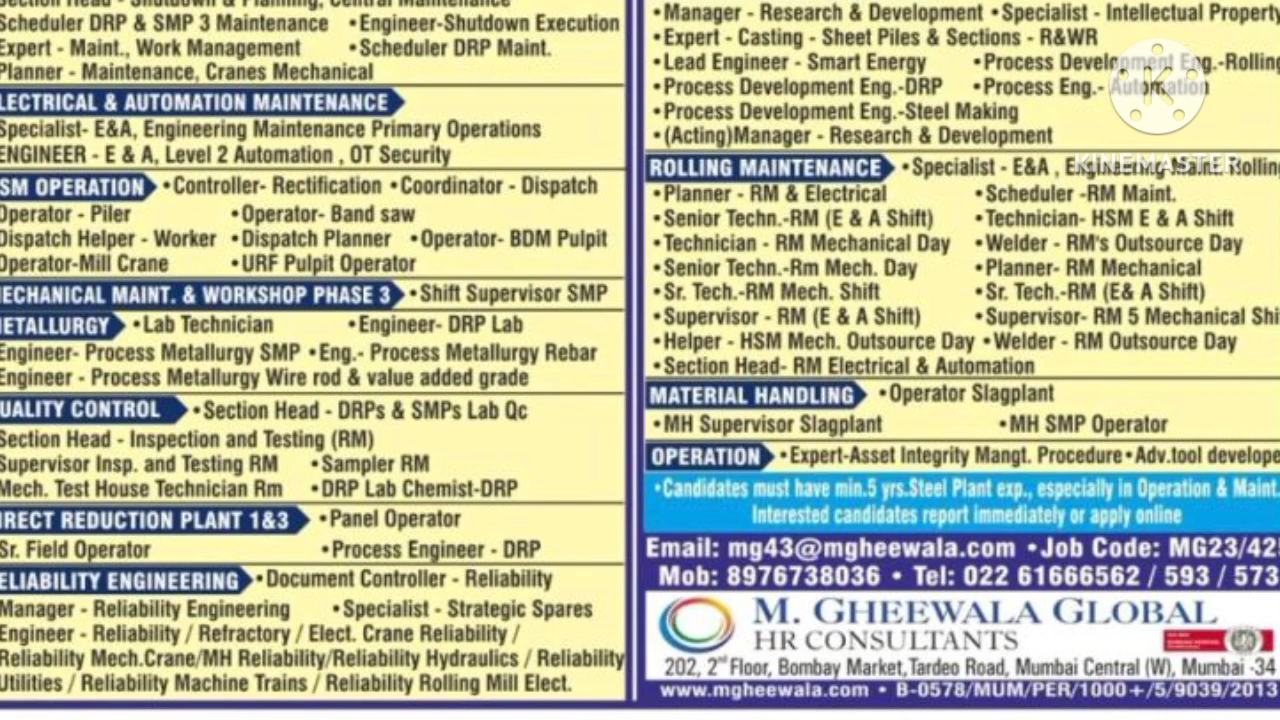 Scheduler DRP & SMP 3 Maintenance •Engineer-Shutdown Execution
Expert - Maint., Work Management •Scheduler DRP Maint.
Planner - Maintenance, Cranes Mechanical
LECTRICAL & AUTOMATION MAINTENANCE
Specialist- E&A, Engineering Maintenance Primary Operations
ENGINEER - E & A, Level 2 Automation , OT Security
SM OPERATION •Controller- Rectification •Coordinator - Dispatch
Operator - Piler •Operator- Band saw
Dispatch Helper - Worker •Dispatch Planner •Operator- BDM Pulpit
Operator-Mill Crane •URF Pulpit Operator
ECHANICAL MAINT. & WORKSHOP PHASE 3 •Shift Supervisor SMP
ETALLURGY •Lab Technician •Engineer- DRP Lab
Engineer- Process Metallurgy SMP •Eng.- Process Metallurgy Rebar
Engineer - Process Metallurgy Wire rod & value added grade
UALITY CONTROL •Section Head - DRPs & SMPs Lab Qc
Section Head - Inspection and Testing (RM)
Supervisor Insp. and Testing RM •Sampler RM
Mech. Test House Technician Rm •DRP Lab Chemist-DRP
IRECT REDUCTION PLANT 1&3 •Panel Operator
Sr. Field Operator •Process Engineer - DRP
ELIABILITY ENGINEERING •Document Controller - Reliability
Manager - Reliability Engineering •Specialist - Strategic Spares
Engineer - Reliability / Refractory / Elect. Crane Reliability /
Reliability Mech.Crane/MH Reliability/Reliability Hydraulics / Reliability
Utilities / Reliability Machine Trains / Reliability Rolling Mill Elect.
•Manager - Research & Development •Specialist - Intellectual Property
•Expert - Casting - Sheet Piles & Sections - R&WR
•Lead Engineer - Smart Energy •Process Development Eng.-Rolling
•Process Development Eng.-DRP •Process Eng.- Automation
•Process Development Eng.-Steel Making
•(Acting)Manager - Research & Development
KINEMASTER
ROLLING MAINTENANCE •Specialist - E&A , Engineering Maint. Rolling
•Planner - RM & Electrical •Scheduler -RM Maint.
•Senior Techn.-RM (E & A Shift) •Technician- HSM E & A Shift
•Technician - RM Mechanical Day •Welder - RM's Outsource Day
•Senior Techn.-Rm Mech. Day •Planner- RM Mechanical
•Sr. Tech.-RM Mech. Shift •Sr. Tech.-RM (E& A Shift)
•Supervisor - RM (E & A Shift) •Supervisor- RM 5 Mechanical Shi
•Helper - HSM Mech. Outsource Day •Welder - RM Outsource Day
•Section Head- RM Electrical & Automation
MATERIAL HANDLING •Operator Slagplant
•MH Supervisor Slagplant •MH SMP Operator
OPERATION •Expert-Asset Integrity Mangt. Procedure •Adv.tool develope
•Candidates must have min.5 yrs.Steel Plant exp., especially in Operation & Maint.
Interested candidates report immediately or apply online
Email: mg43@mgheewala.com •Job Code: MG23/425
Mob: 8976738036 • Tel: 022 61666562 / 593 / 573
M. GHEEWALA GLOBAL
HR CONSULTANTS
202, 2nd Floor, Bombay Market,Tardeo Road, Mumbai Central (W), Mumbai -34
www.mgheewala.com • B-0578/MUM/PER/1000+/5/9039/2013